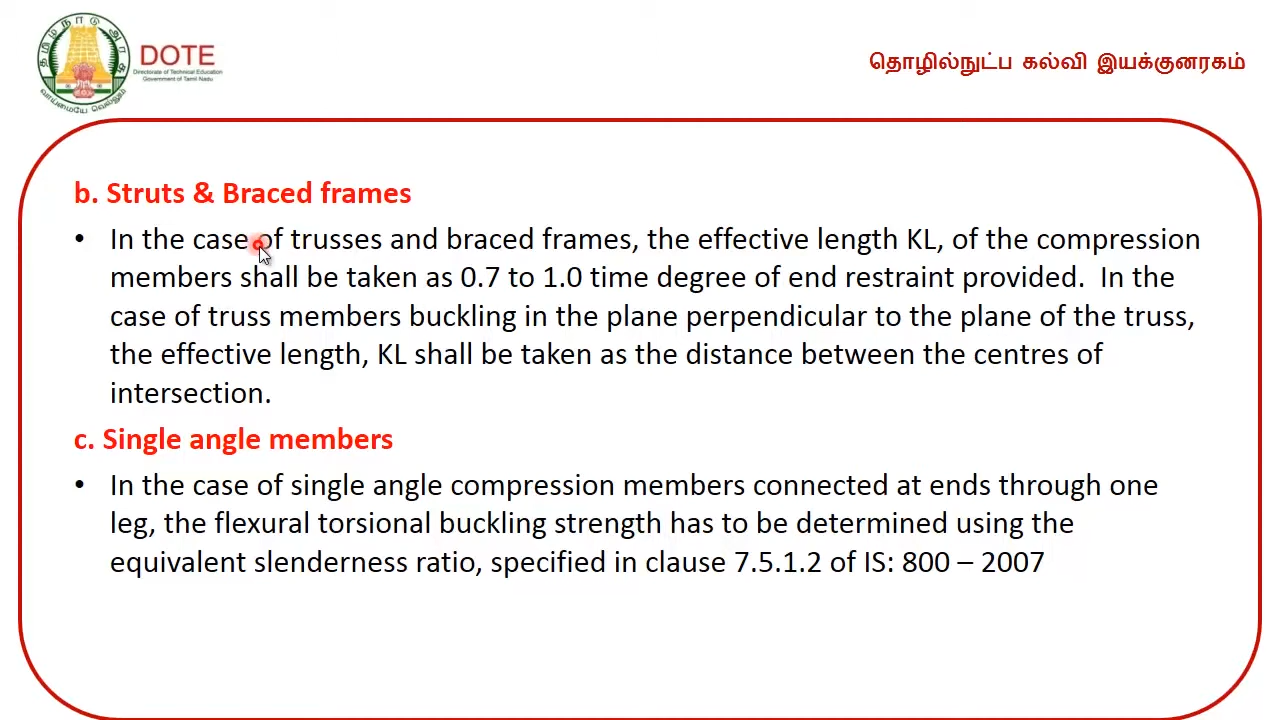 DOTE
Directorate of Technical Education
Government of Tamil Nadu
தொழில்நுட்ப கல்வி இயக்குனரகம்
b. Struts & Braced frames
• In the case of trusses and braced frames, the effective length KL, of the compression
members shall be taken as 0.7 to 1.0 time degree of end restraint provided. In the
case of truss members buckling in the plane perpendicular to the plane of the truss,
the effective length, KL shall be taken as the distance between the centres of
intersection.
c. Single angle members
• In the case of single angle compression members connected at ends through one
leg, the flexural torsional buckling strength has to be determined using the
equivalent slenderness ratio, specified in clause 7.5.1.2 of IS: 800 – 2007